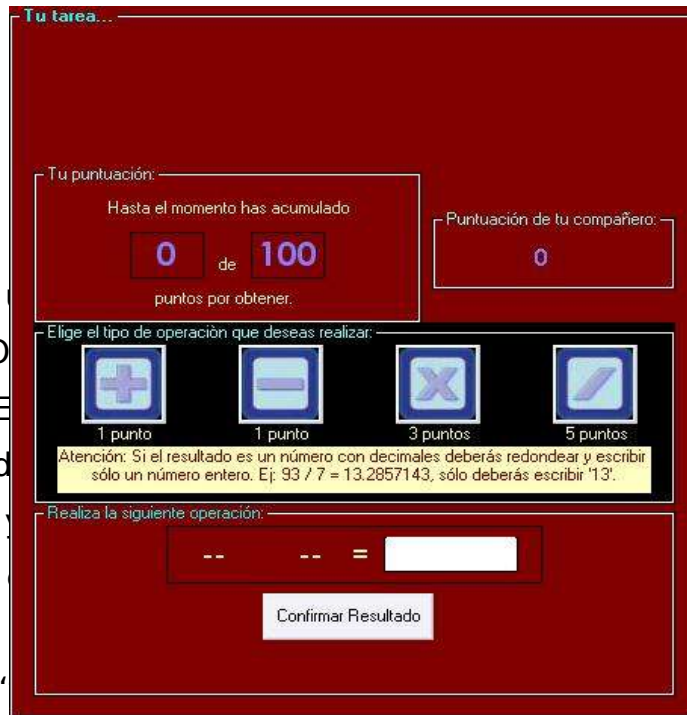 Tu tarea...
Tu puntuación:
Hasta el momento has acumulado
0 de 100
puntos por obtener.
Puntuación de tu compañero:
0
Elige el tipo de operaciòn que deseas realizar:
1 punto 1 punto 3 puntos 5 puntos
Atención: Si el resultado es un número con decimales deberás redondear y escribir
sólo un número entero. Ej: 93 / 7 = 13.2857143, sólo deberás escribir '13'.
Realiza la siguiente operación:
-- -- =
Confirmar Resultado